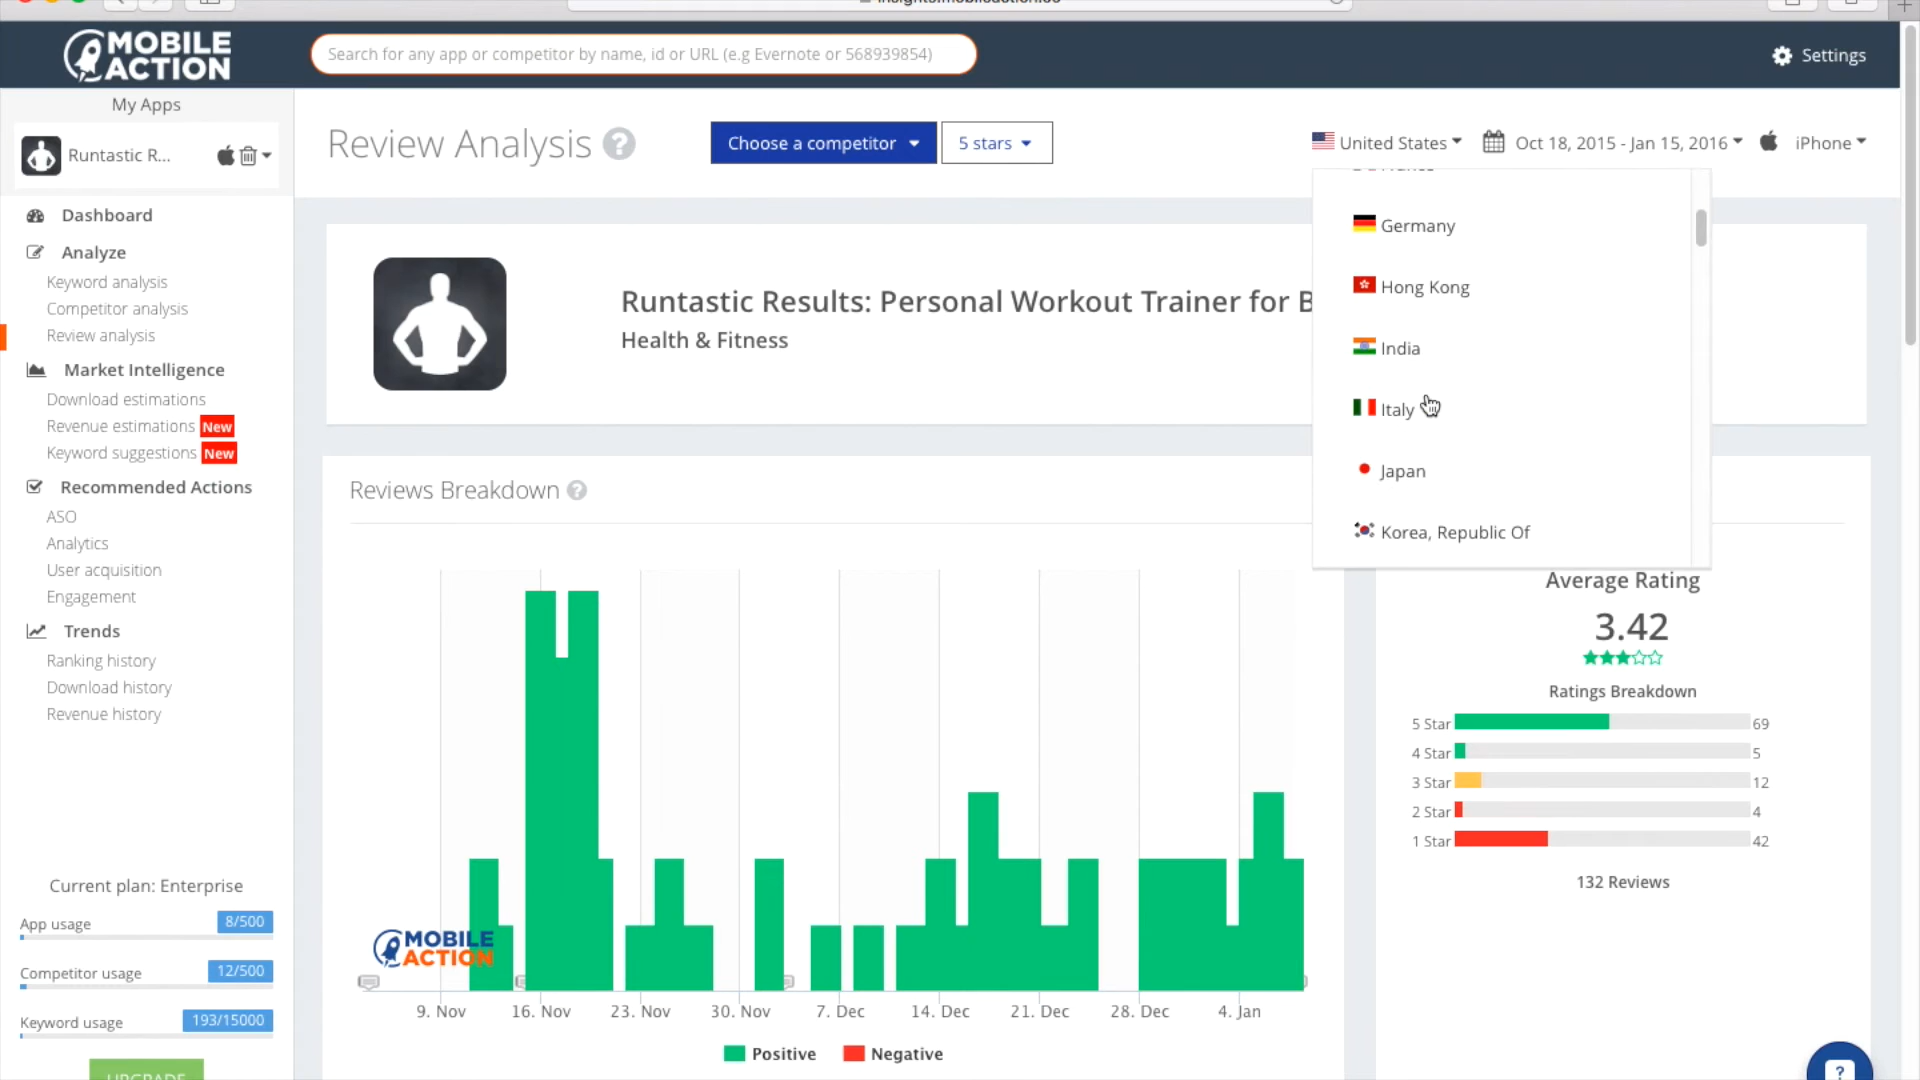 MOBILE
ACTION
Search for any app or competitor by name, id or URL (e.g Evernote or 568939854)
Settings
My Apps
Runtastic R...
Dashboard
Analyze
Keyword analysis
Competitor analysis
Review analysis
Market Intelligence
Download estimations
Revenue estimations New
Keyword suggestions New
Recommended Actions
ASO
Analytics
User acquisition
Engagement
Trends
Ranking history
Download history
Revenue history
Current plan: Enterprise
App usage 8/500
Competitor usage 12/500
Keyword usage 193/15000
UPGRADE
Review Analysis ?
Choose a competitor
5 stars
United States
Oct 18, 2015 - Jan 15, 2016
iPhone
Germany
Hong Kong
India
Italy
Japan
Korea, Republic Of
Runtastic Results: Personal Workout Trainer for B
Health & Fitness
Reviews Breakdown ?
MOBILE
ACTION
9. Nov 16. Nov 23. Nov 30. Nov 7. Dec 14. Dec 21. Dec 28. Dec 4. Jan
Positive Negative
Average Rating
3.42
Ratings Breakdown
5 Star 69
4 Star 5
3 Star 12
2 Star 4
1 Star 42
132 Reviews
?